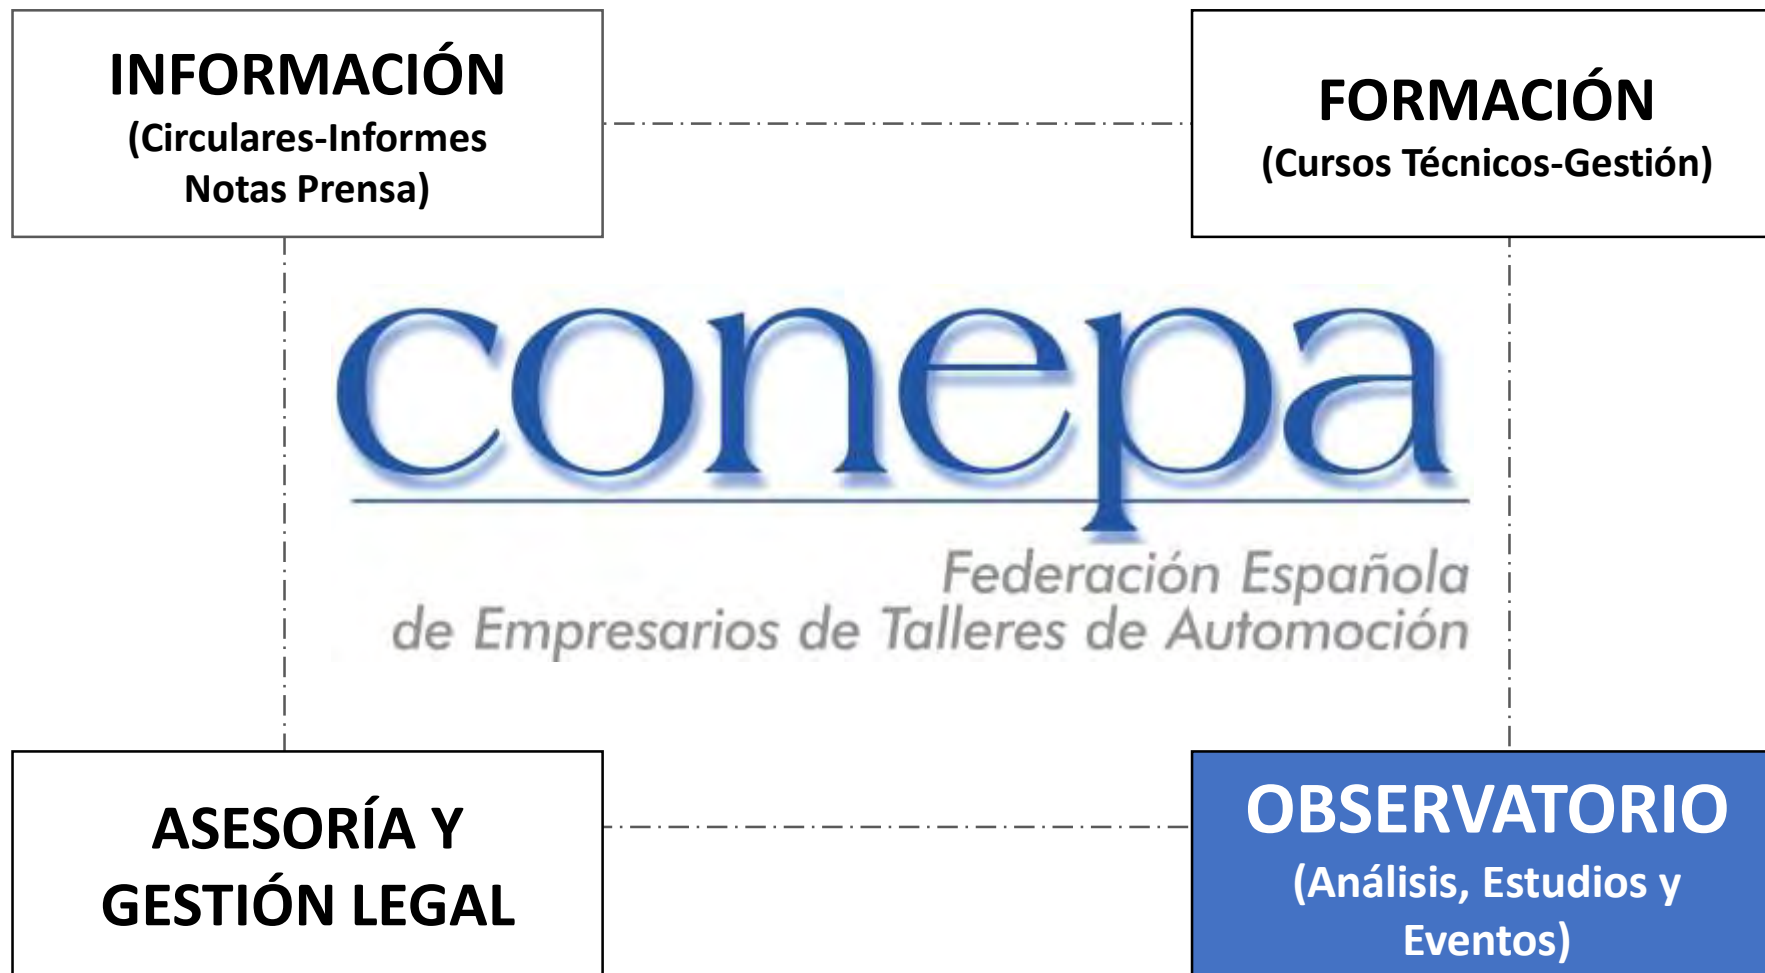 INFORMACIÓN
(Circulares-Informes
Notas Prensa)
FORMACIÓN
(Cursos Técnicos-Gestión)
conepa
Federación Española
de Empresarios de Talleres de Automoción
ASESORÍA Y
GESTIÓN LEGAL
OBSERVATORIO
(Análisis, Estudios y
Eventos)